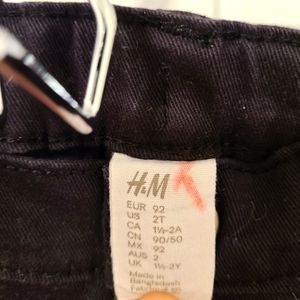 H&M
EUR 92
US 2T
CA 1½-2A
CN 90/50
MX 92
AUS 2
UK 1½-2Y
Made in
Bangladesh